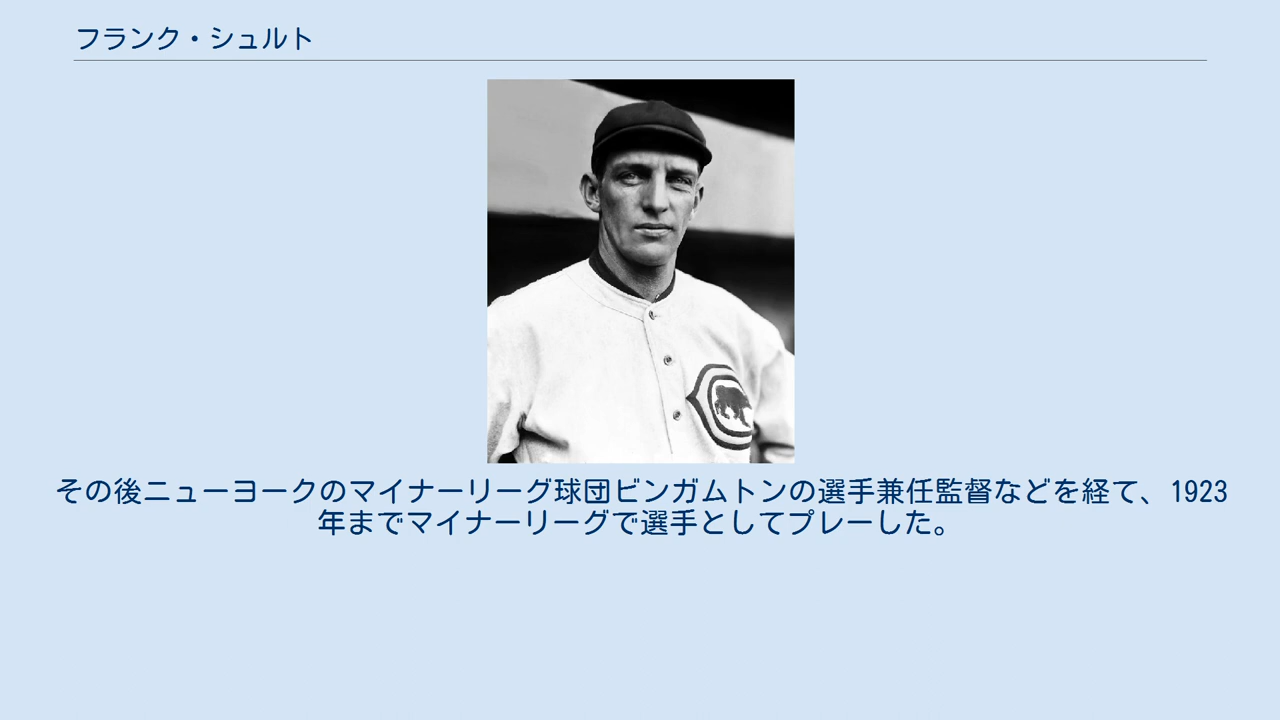 フランク・シュルト
その後ニューヨークのマイナーリーグ球団ビンガムトンの選手兼任監督などを経て、1923
年までマイナーリーグで選手としてプレーした。